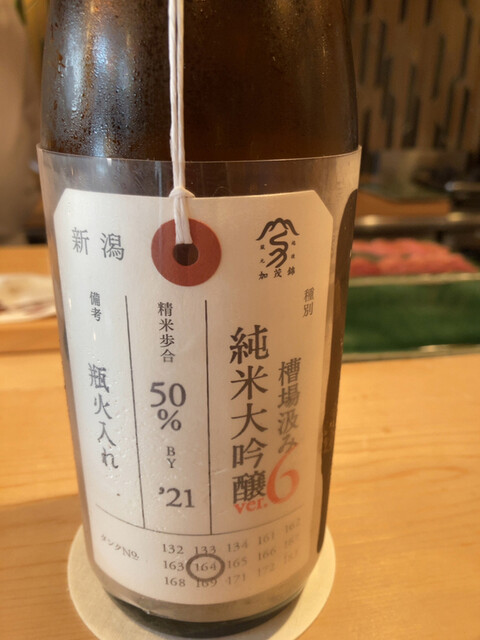 新潟
加茂錦
種別
槽場汲み
純米大吟醸
ver.6
精米歩合
50%
BY
'21
備考
瓶火入れ
タンクNo.
132 133 134 161 162
163 164 165 166
168 169 171 172